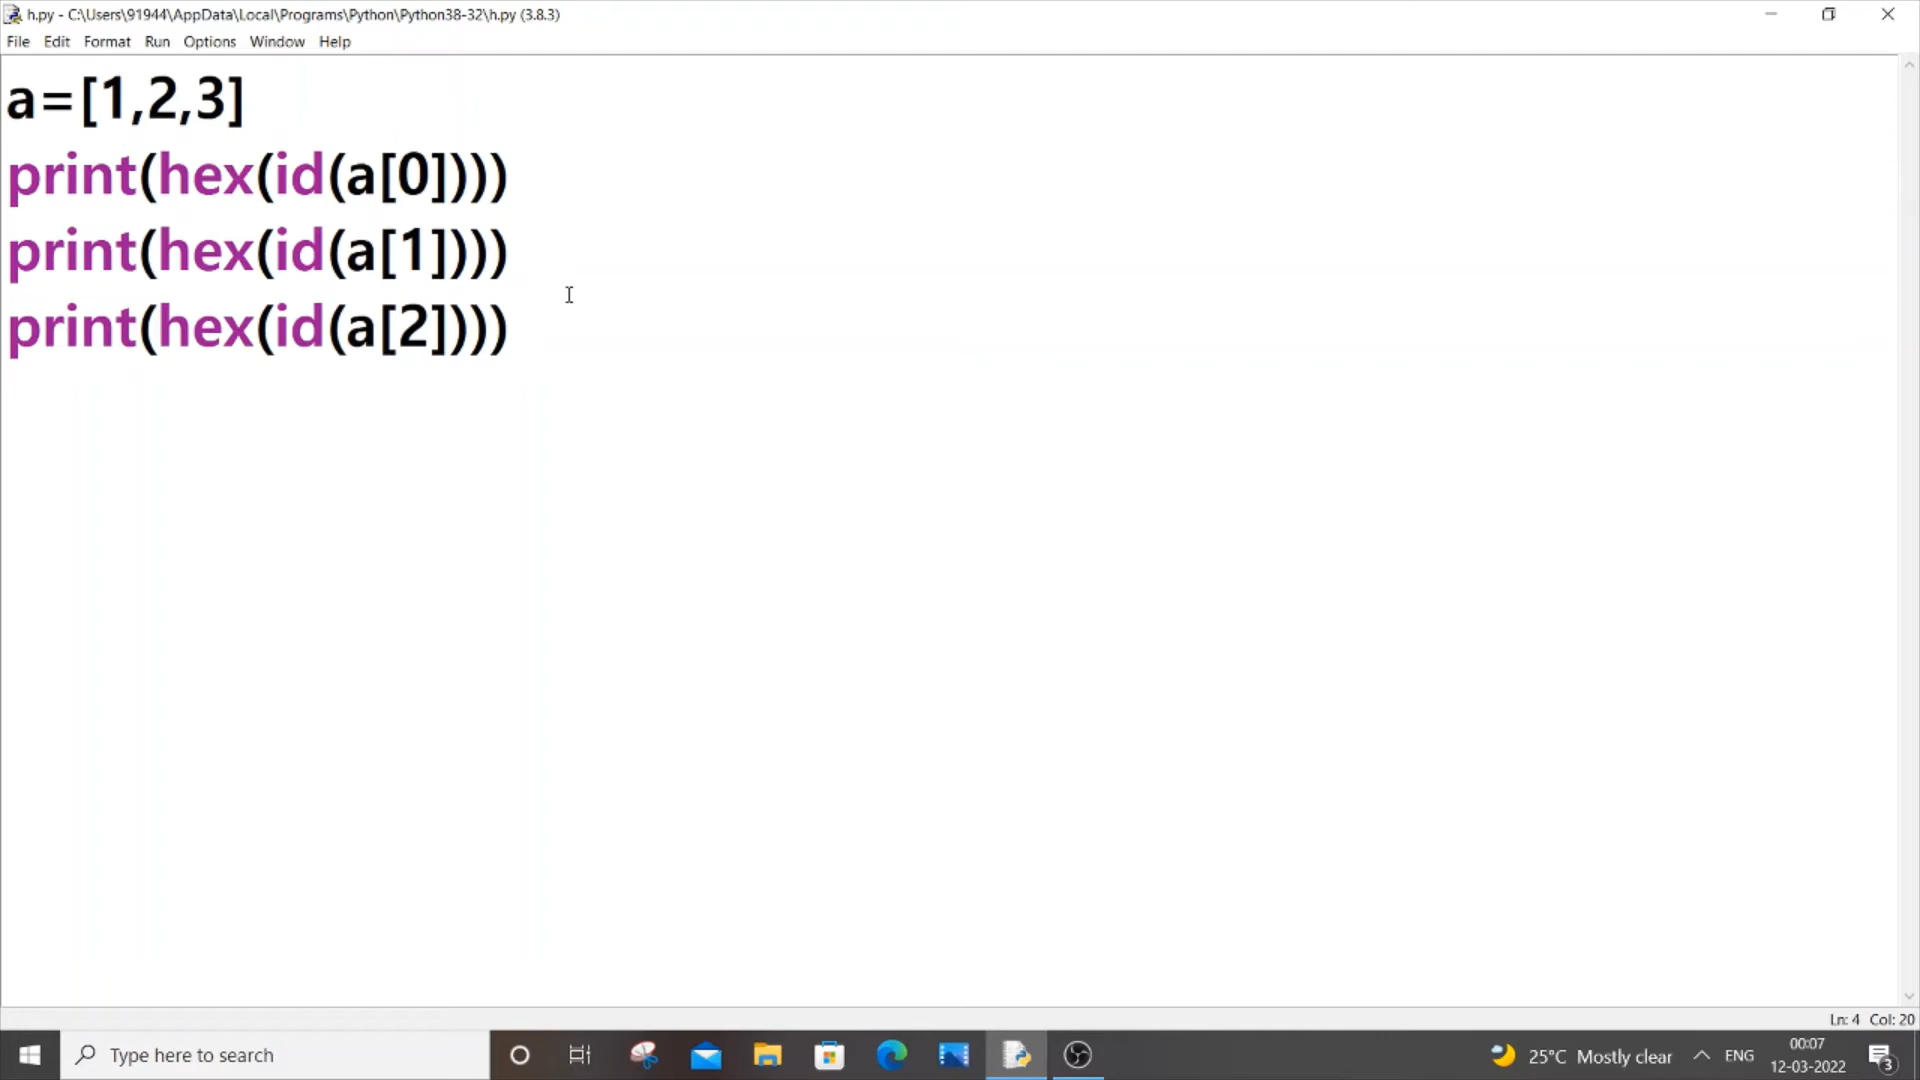 h.py - C:\Users\91944\AppData\Local\Programs\Python\Python38-32\h.py (3.8.3)
File Edit Format Run Options Window Help
a=[1,2,3]
print(hex(id(a[0])))
print(hex(id(a[1])))
print(hex(id(a[2])))
Ln: 4 Col: 20
Type here to search
25°C Mostly clear
ENG
00:07
12-03-2022
3